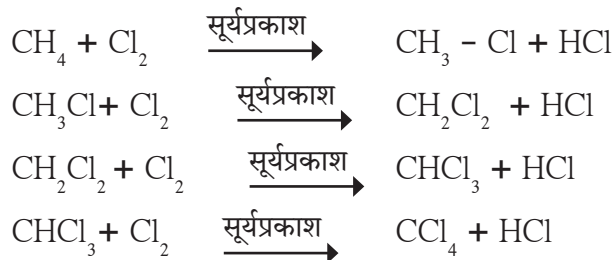 CH₄ + Cl₂ सूर्यप्रकाश → CH₃ − Cl + HCl
CH₃Cl+ Cl₂ सूर्यप्रकाश → CH₂Cl₂ + HCl
CH₂Cl₂ + Cl₂ सूर्यप्रकाश → CHCl₃ + HCl
CHCl₃ + Cl₂ सूर्यप्रकाश → CCl₄ + HCl